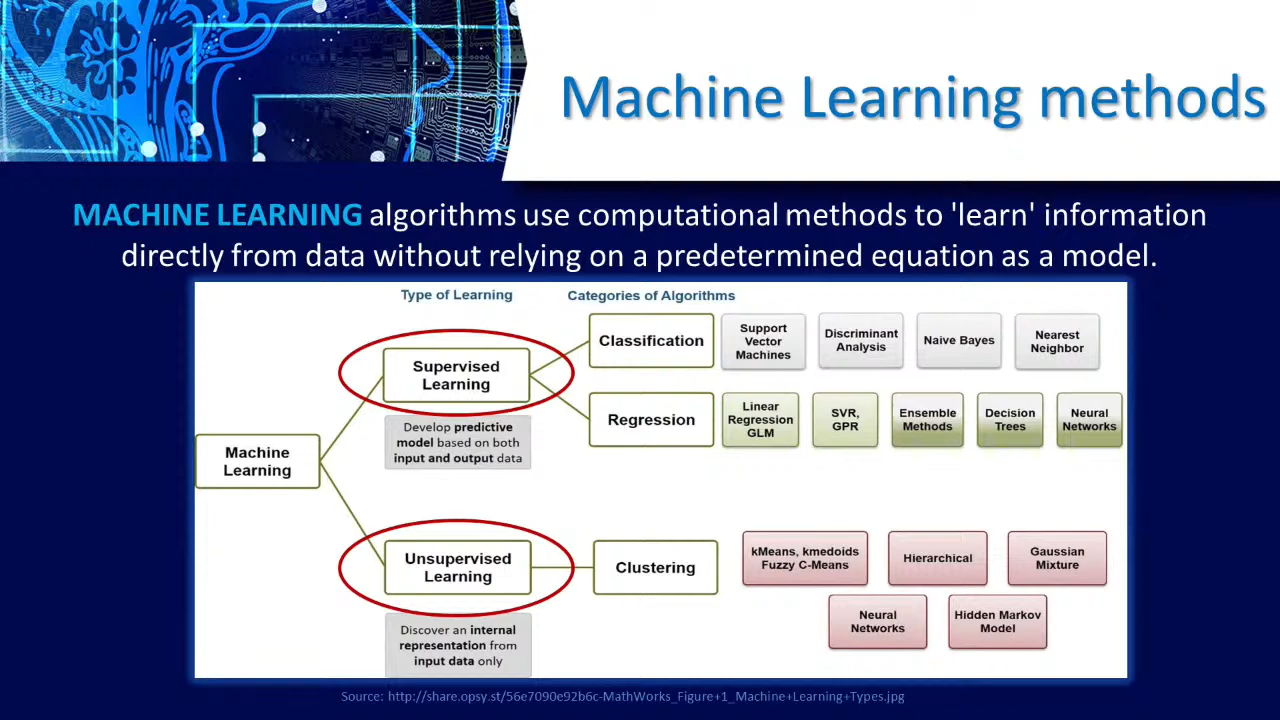 Machine Learning methods
MACHINE LEARNING algorithms use computational methods to 'learn' information
directly from data without relying on a predetermined equation as a model.
Type of Learning
Categories of Algorithms
Machine
Learning
Supervised
Learning
Develop predictive
model based on both
input and output data
Classification
Support
Vector
Machines
Discriminant
Analysis
Naive Bayes
Nearest
Neighbor
Regression
Linear
Regression
GLM
SVR,
GPR
Ensemble
Methods
Decision
Trees
Neural
Networks
Unsupervised
Learning
Discover an internal
representation from
input data only
Clustering
kMeans, kmedoids
Fuzzy C-Means
Hierarchical
Gaussian
Mixture
Neural
Networks
Hidden Markov
Model
Source: http://share.opsy.st/56e7090e92b6c-MathWorks_Figure+1_Machine+Learning+Types.jpg